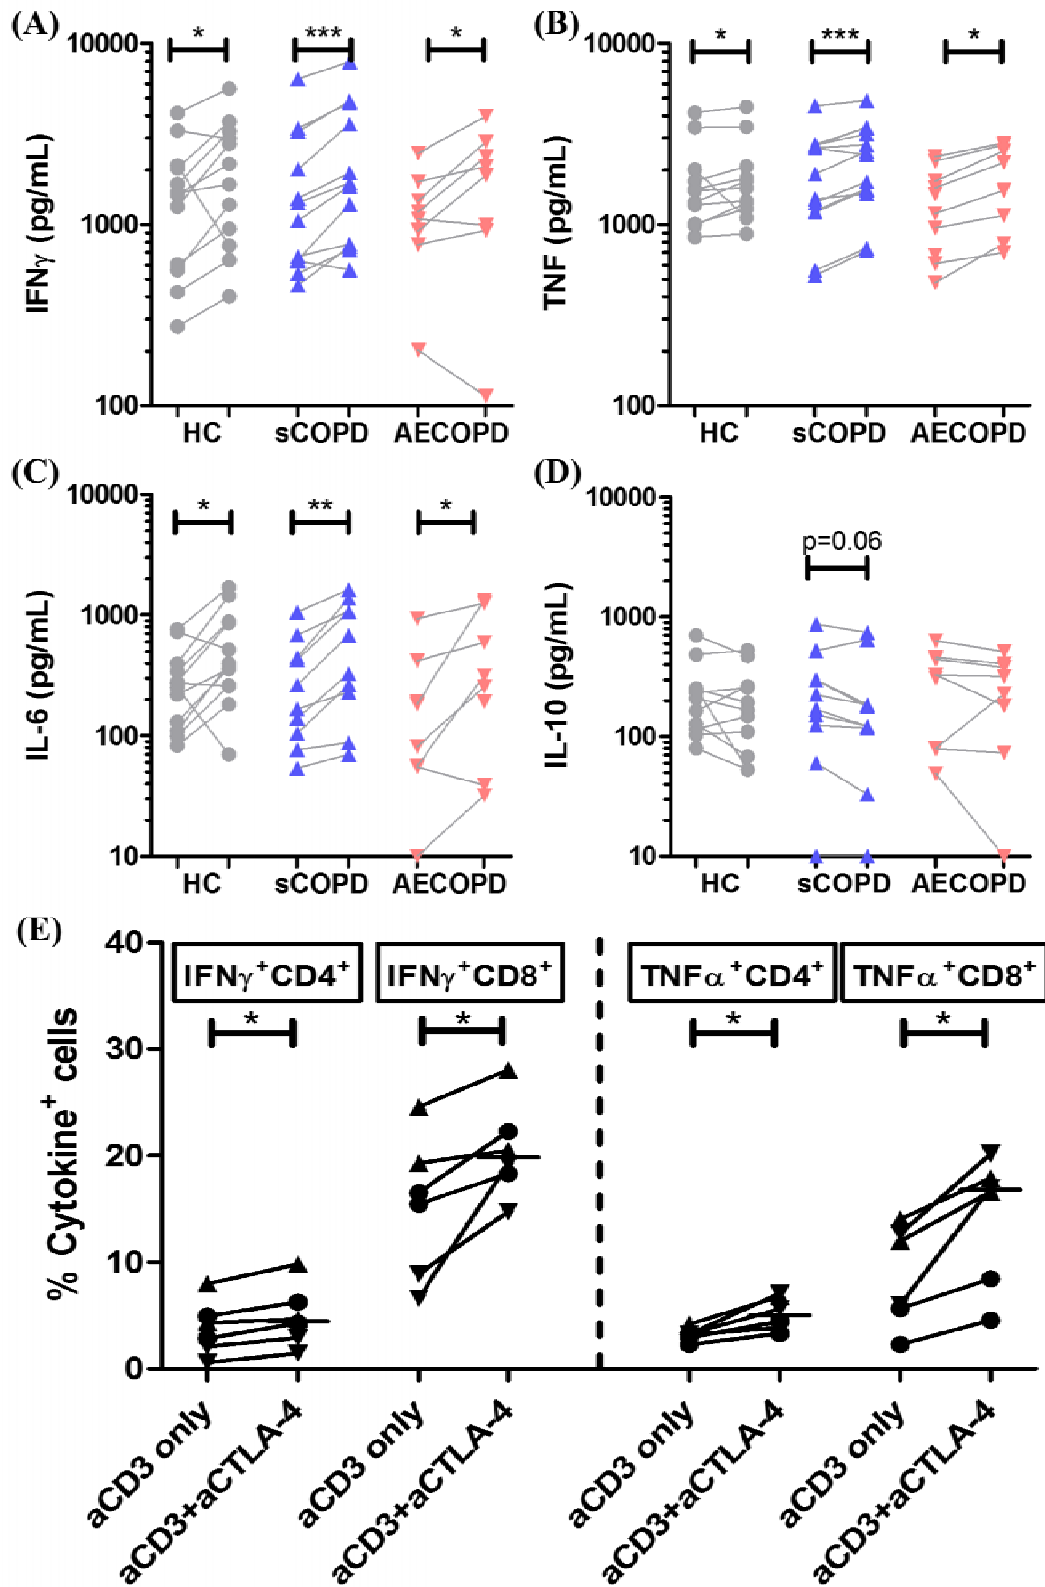 (A)
* *** *
10000
1000
100
IFNγ (pg/mL)
HC sCOPD AECOPD
(B)
* *** *
10000
1000
100
TNF (pg/mL)
HC sCOPD AECOPD
(C)
* ** *
10000
1000
100
10
IL-6 (pg/mL)
HC sCOPD AECOPD
(D)
p=0.06
10000
1000
100
10
IL-10 (pg/mL)
HC sCOPD AECOPD
(E)
40
30
20
10
0
% Cytokine⁺ cells
IFNγ⁺CD4⁺ IFNγ⁺CD8⁺ TNFα⁺CD4⁺ TNFα⁺CD8⁺
* * * *
aCD3 only
aCD3+aCTLA-4
aCD3 only
aCD3+aCTLA-4
aCD3 only
aCD3+aCTLA-4
aCD3 only
aCD3+aCTLA-4